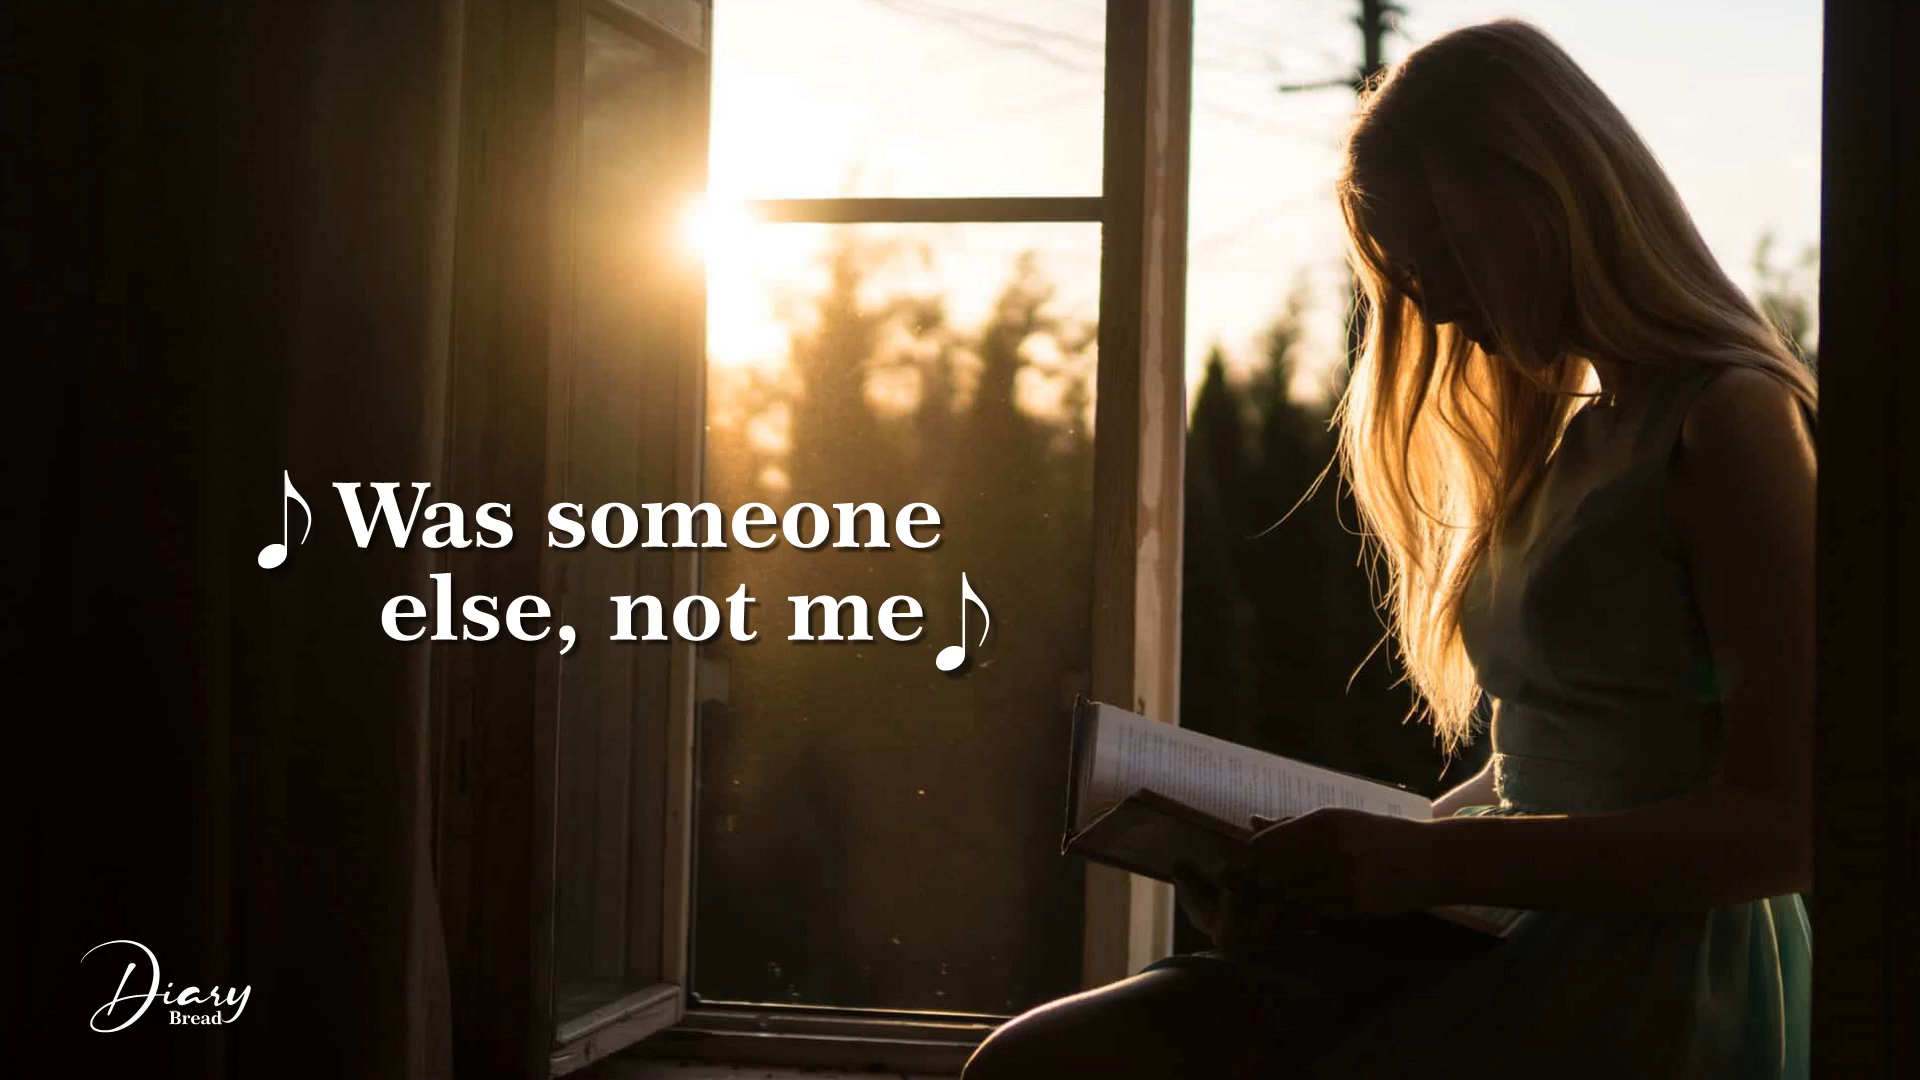 ♪ Was someone
else, not me ♪
Diary
Bread